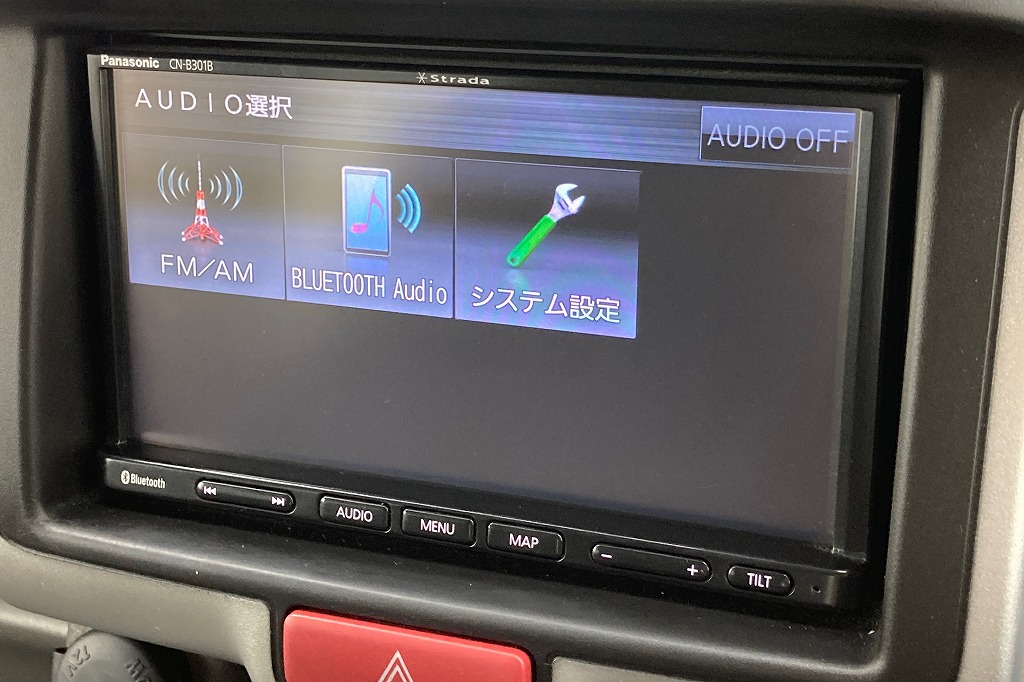 Panasonic CN-B301B
Strada
AUDIO選択
AUDIO OFF
FM/AM
BLUETOOTH Audio
システム設定
Bluetooth
AUDIO
MENU
MAP
− +
TILT
12V